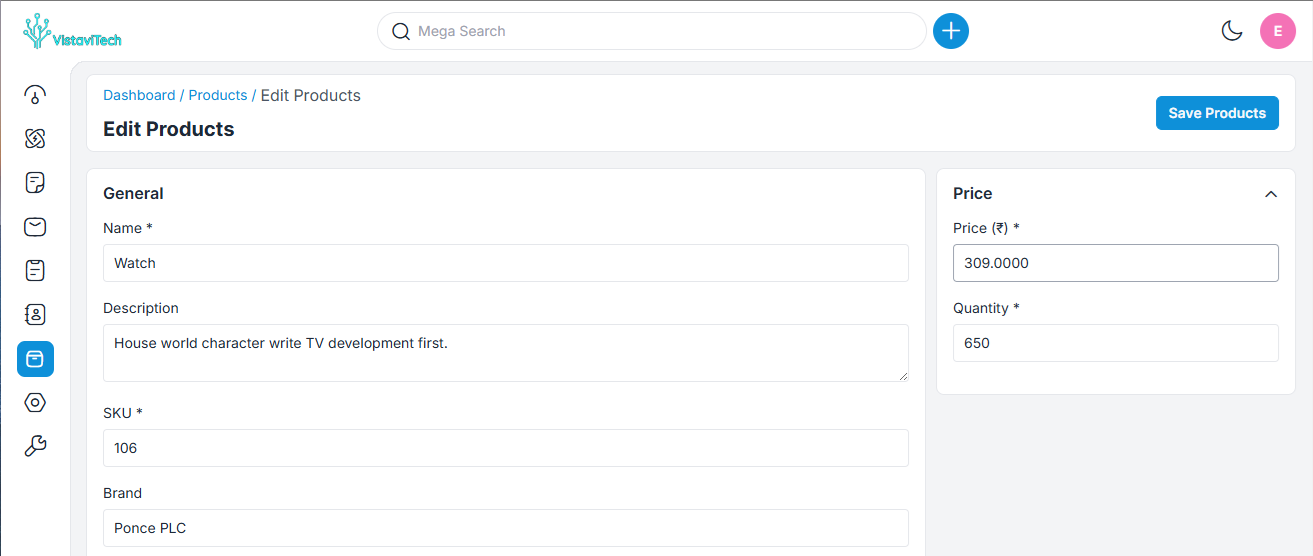 VistaviTech
Mega Search
E
Dashboard / Products / Edit Products
Edit Products
Save Products
General
Name *
Watch
Description
House world character write TV development first.
SKU *
106
Brand
Ponce PLC
Price
Price (₹) *
309.0000
Quantity *
650